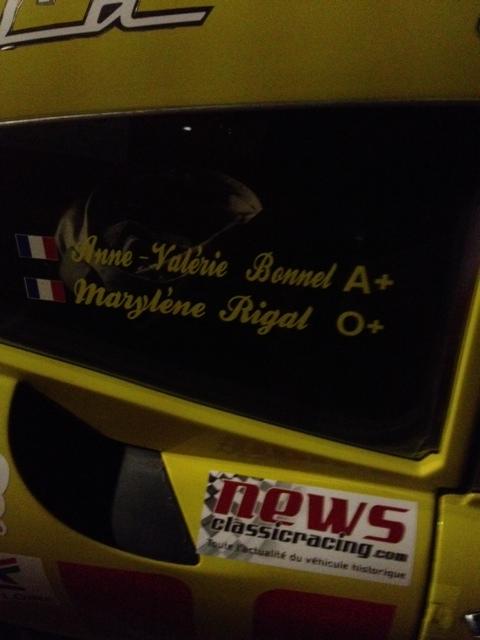 Anne-Valérie Bonnel A+
Marylène Rigal O+
news
classicracing.com
Toute l'actualité du véhicule historique